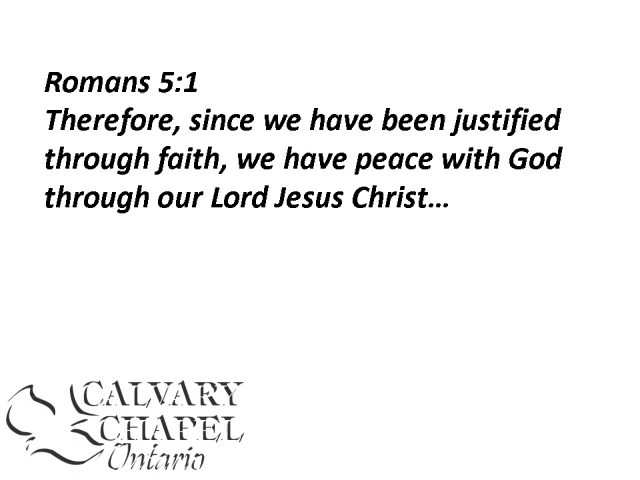 Romans 5:1
Therefore, since we have been justified
through faith, we have peace with God
through our Lord Jesus Christ…
CALVARY
CHAPEL
Ontario